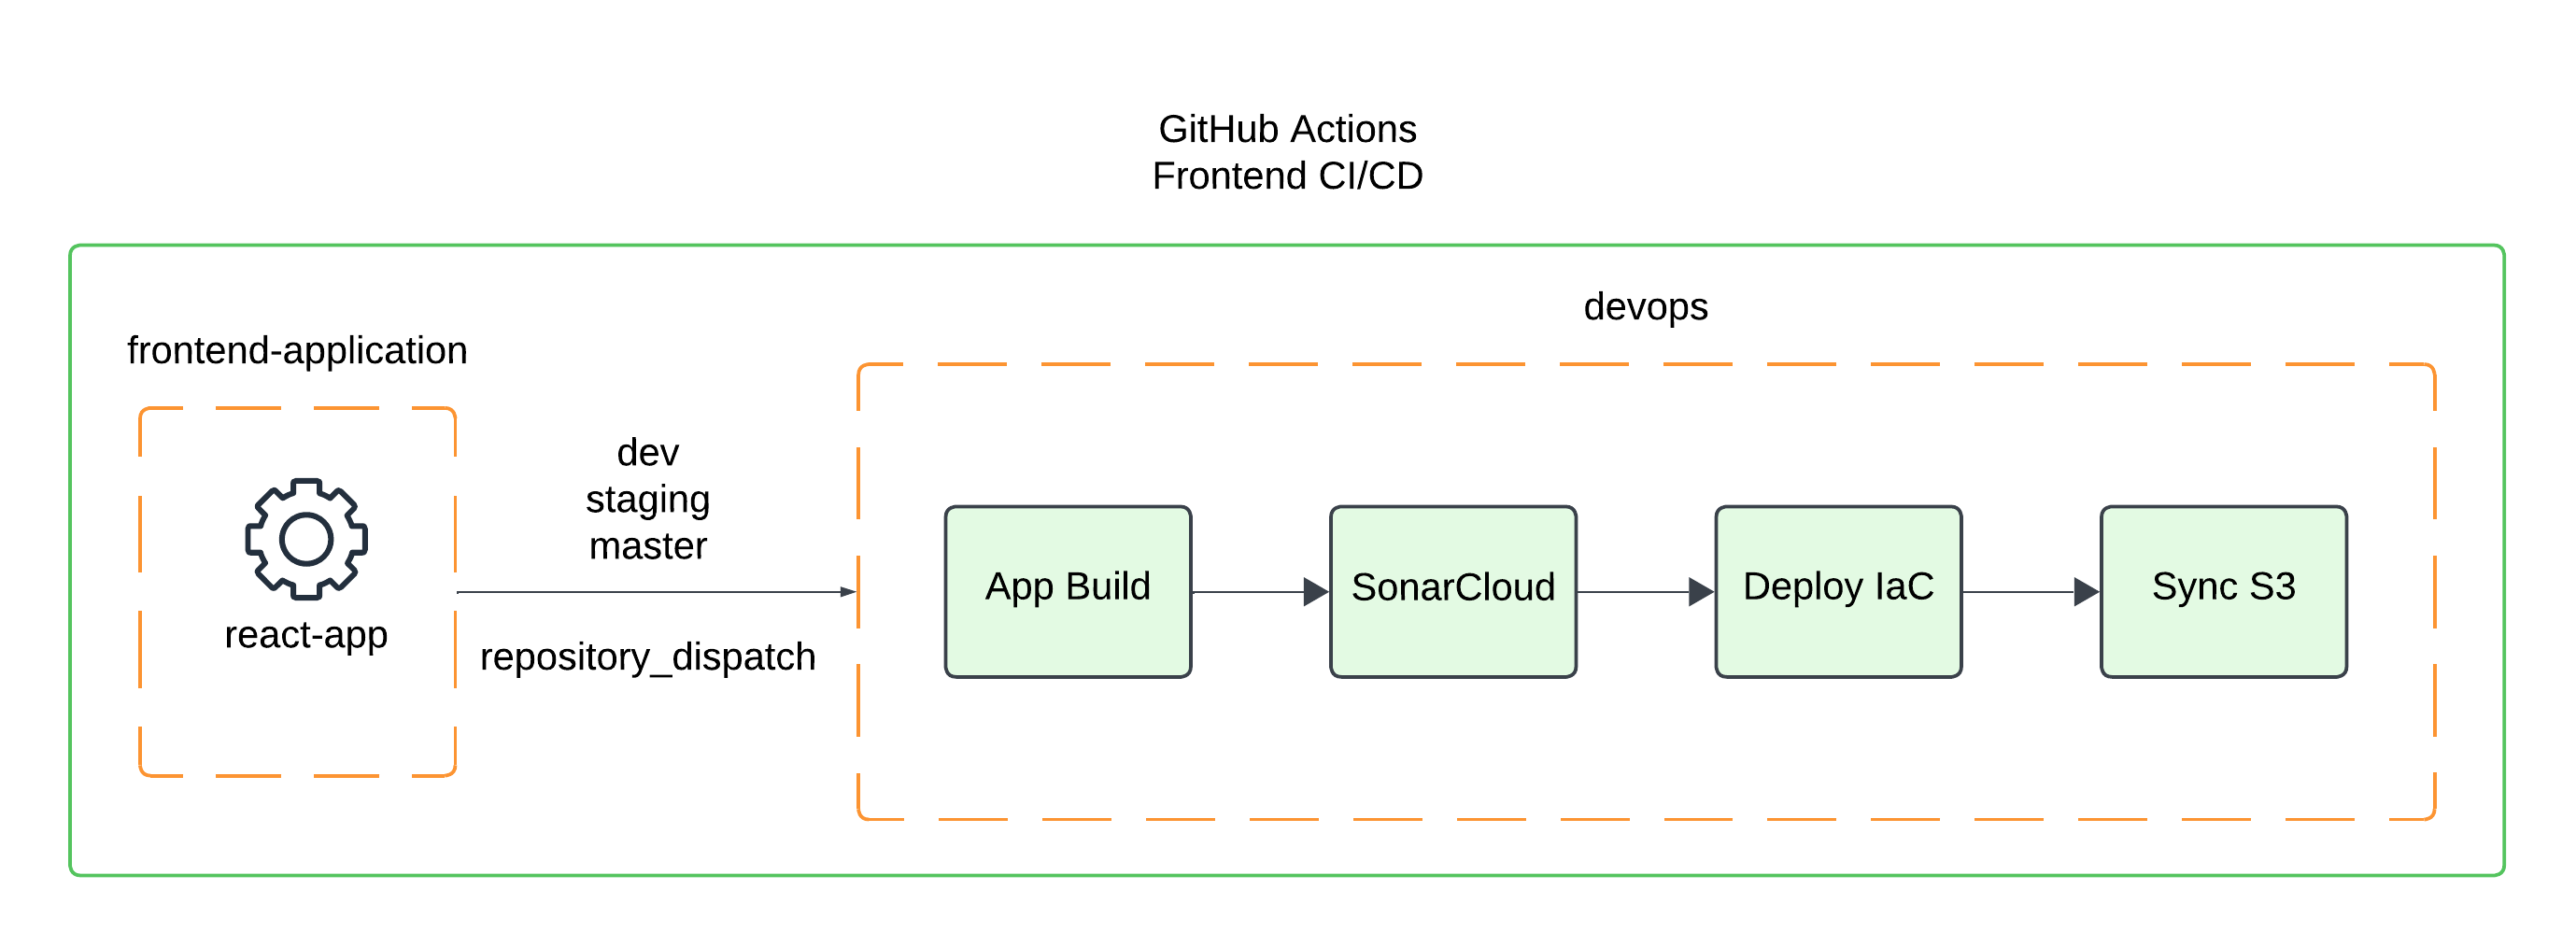 GitHub Actions
Frontend CI/CD
devops
frontend-application
dev
staging
master
react-app
repository_dispatch
App Build
SonarCloud
Deploy IaC
Sync S3